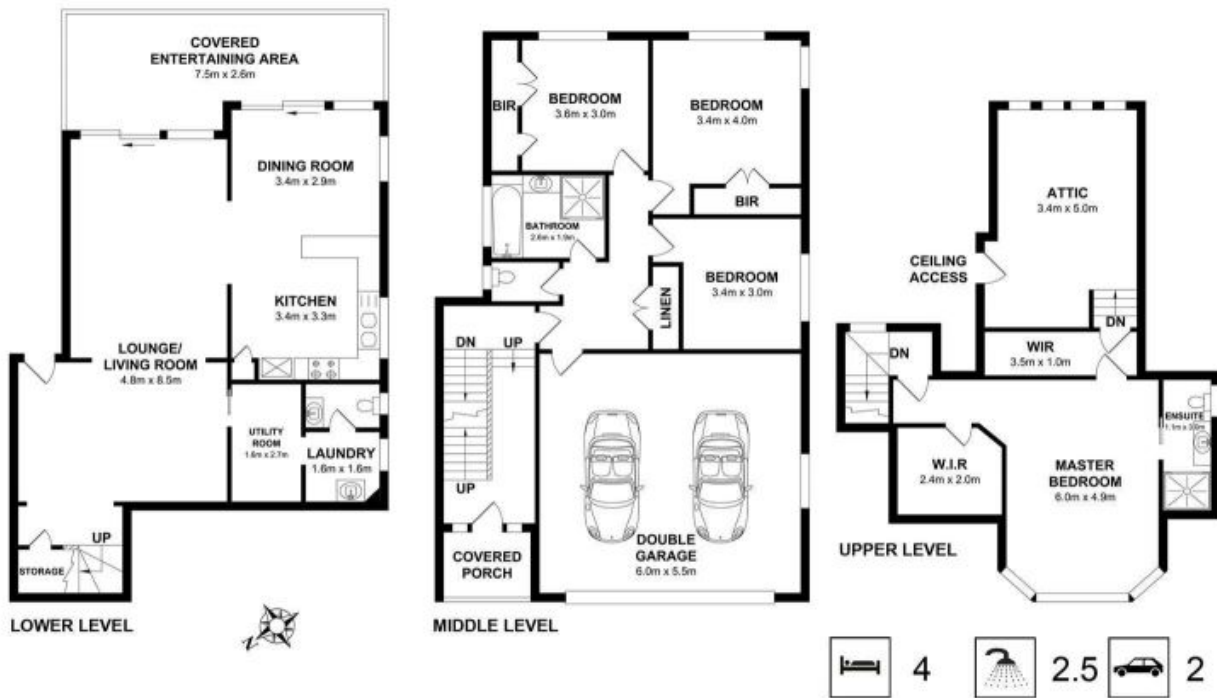 COVERED
ENTERTAINING AREA
7.5m x 2.6m
DINING ROOM
3.4m x 2.9m
KITCHEN
3.4m x 3.3m
LOUNGE/
LIVING ROOM
4.8m x 8.5m
UTILITY
ROOM
1.6m x 2.7m
LAUNDRY
1.6m x 1.6m
UP
STORAGE
LOWER LEVEL
N
BIR
BEDROOM
3.6m x 3.0m
BEDROOM
3.4m x 4.0m
BIR
BATHROOM
2.6m x 1.9m
BEDROOM
3.4m x 3.0m
LINEN
DN
UP
UP
DOUBLE
GARAGE
6.0m x 5.5m
COVERED
PORCH
MIDDLE LEVEL
ATTIC
3.4m x 5.0m
CEILING
ACCESS
DN
WIR
3.5m x 1.0m
DN
ENSUITE
W.I.R
2.4m x 2.0m
MASTER
BEDROOM
6.0m x 4.9m
UPPER LEVEL
4
2.5
2